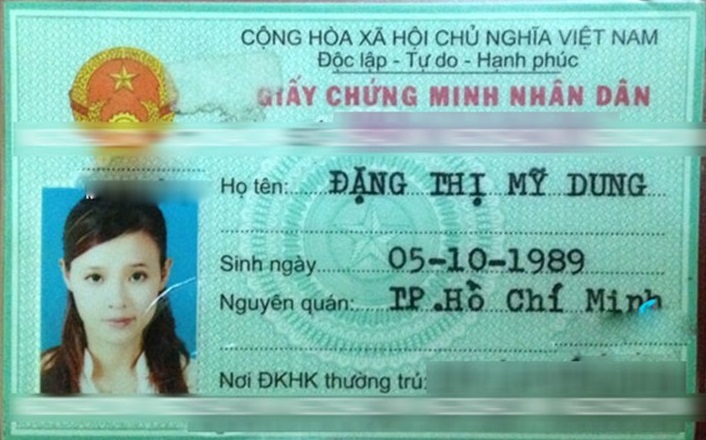 CỘNG HÒA XÃ HỘI CHỦ NGHĨA VIỆT NAM
Độc lập - Tự do - Hạnh phúc
GIẤY CHỨNG MINH NHÂN DÂN
Họ tên: ĐẶNG THỊ MỸ DUNG
Sinh ngày 05-10-1989
Nguyên quán: TP.Hồ Chí Minh
Nơi ĐKHK thường trú: